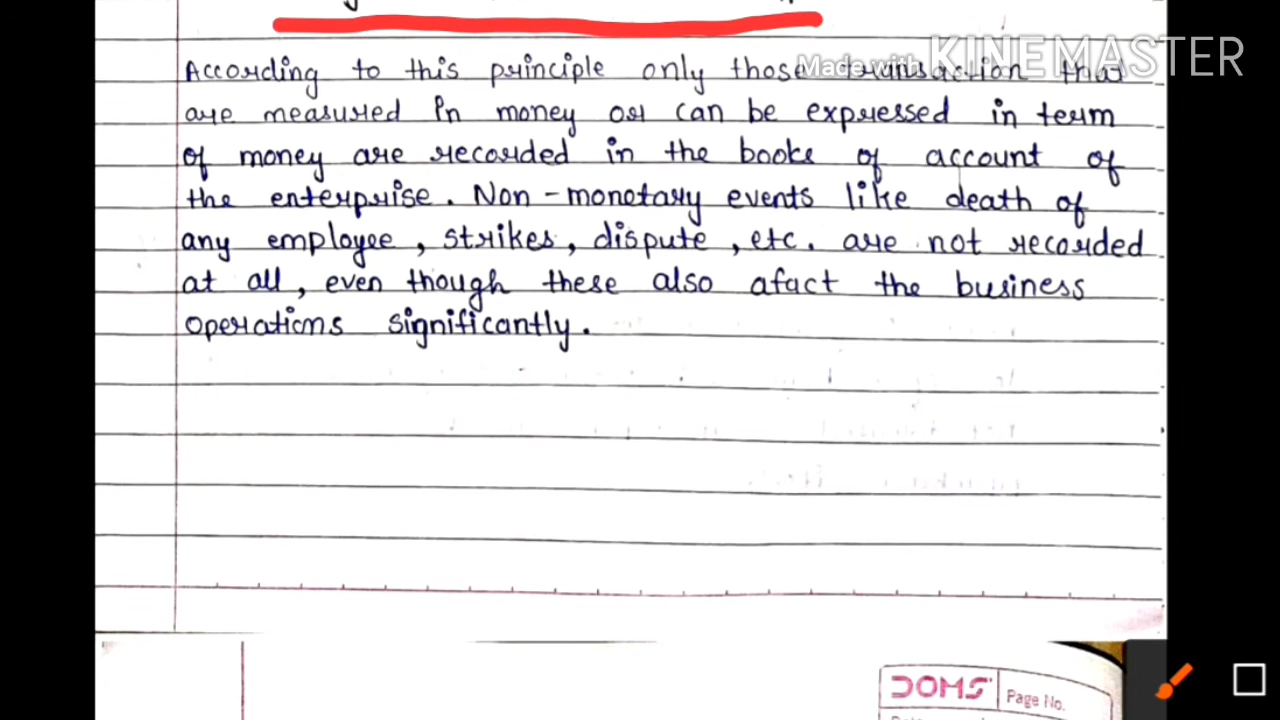 Made with KINEMASTER
According to this principle only those transaction that
are measured in money or can be expressed in term
of money are recorded in the books of account of
the enterprise. Non-monetary events like death of
any employee, strikes, dispute, etc. are not recorded
at all, even though these also afact the business
operations significantly.
DOMS Page No.